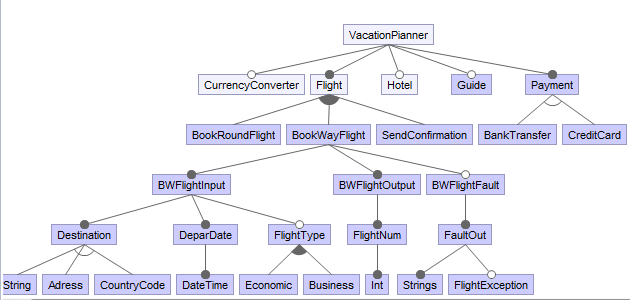 VacationPianner
CurrencyConverter Flight Hotel Guide Payment
BookRoundFlight BookWayFlight SendConfirmation BankTransfer CreditCard
BWFlightInput BWFlightOutput BWFlightFault
Destination DeparDate FlightType FlightNum FaultOut
String Adress CountryCode DateTime Economic Business Int Strings FlightException